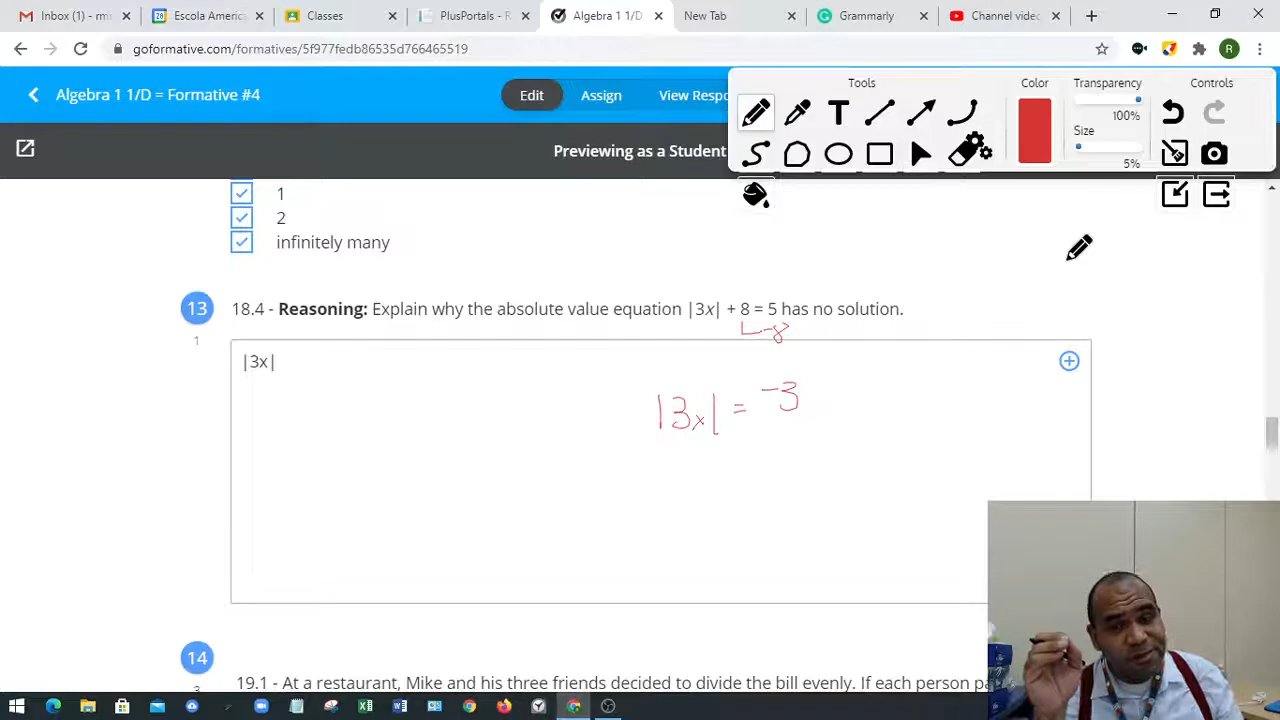 Inbox (1) - rmi
Escola America
Classes
PlusPortals - R
Algebra 1 1/D
New Tab
Grammarly
Channel video
goformative.com/formatives/5f977fedb86535d766465519
R
Algebra 1 1/D = Formative #4
Edit
Assign
View Respo
Tools
Color
Transparency
Controls
100%
Size
5%
Previewing as a Student
1
2
infinitely many
13
18.4 - Reasoning: Explain why the absolute value equation |3x| + 8 = 5 has no solution.
-8
1
|3x|
|3x| = -3
14
19.1 - At a restaurant, Mike and his three friends decided to divide the bill evenly. If each person pa